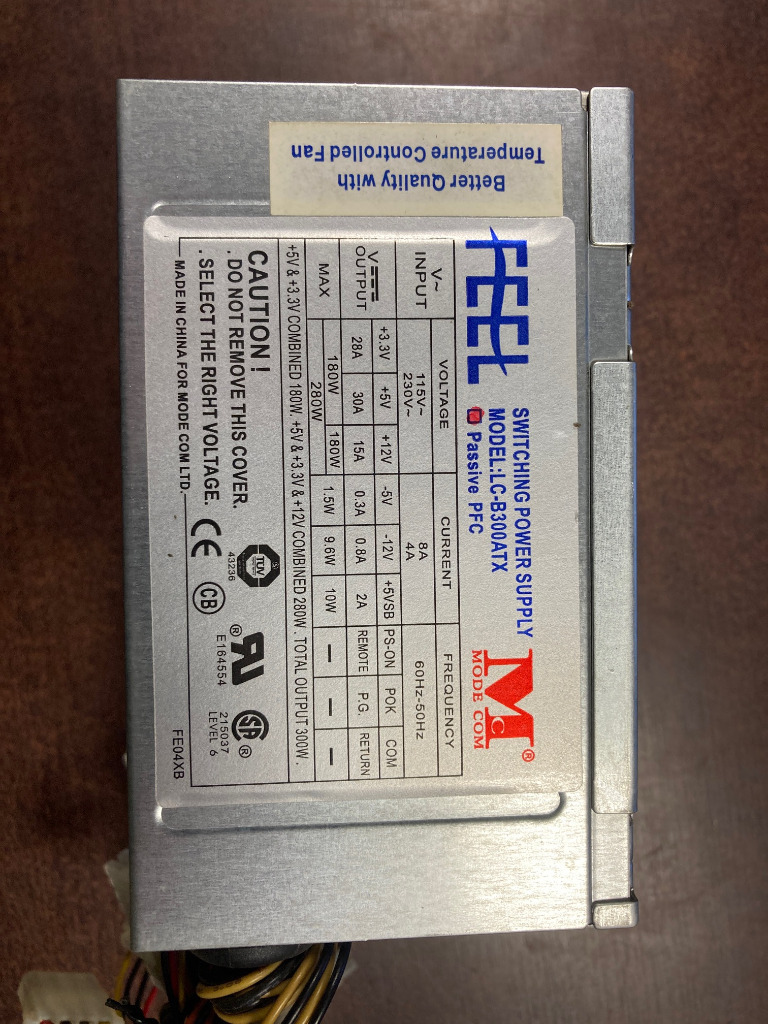 Better Quality with
Temperature Controlled Fan
FEEL
SWITCHING POWER SUPPLY
MODEL:LC-B300ATX
Passive PFC
MODE COM ®
V~ INPUT VOLTAGE CURRENT FREQUENCY
115V~ 8A 60Hz-50Hz
230V~ 4A
V OUTPUT +3.3V +5V +12V -5V -12V +5VSB PS-ON POK COM
28A 30A 15A 0.3A 0.8A 2A REMOTE P.G. RETURN
MAX 180W 180W 1.5W 9.6W 10W — — —
280W
+5V & +3.3V COMBINED 180W. +5V & +3.3V & +12V COMBINED 280W . TOTAL OUTPUT 300W .
CAUTION !
. DO NOT REMOVE THIS COVER.
. SELECT THE RIGHT VOLTAGE.
MADE IN CHINA FOR MODE COM LTD.
TÜV
43236
CE
CB
®
E164554
®
215037
LEVEL 6
FE04XB